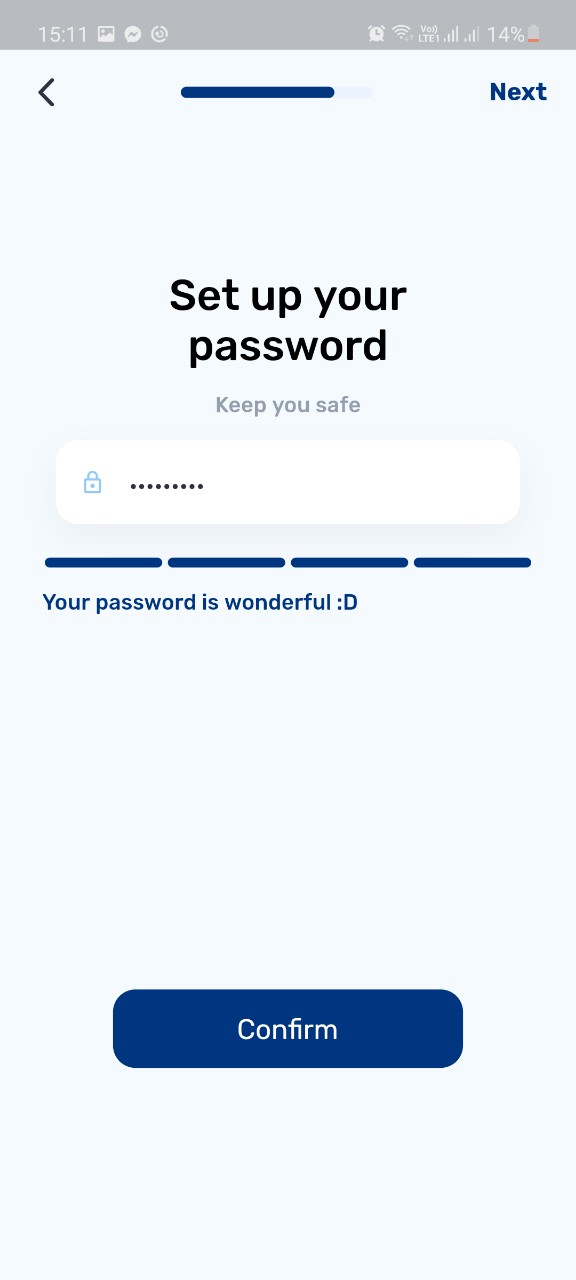 15:11 Vo)) LTE1 14%
Next
Set up your
password
Keep you safe
•••••••••
Your password is wonderful :D
Confirm